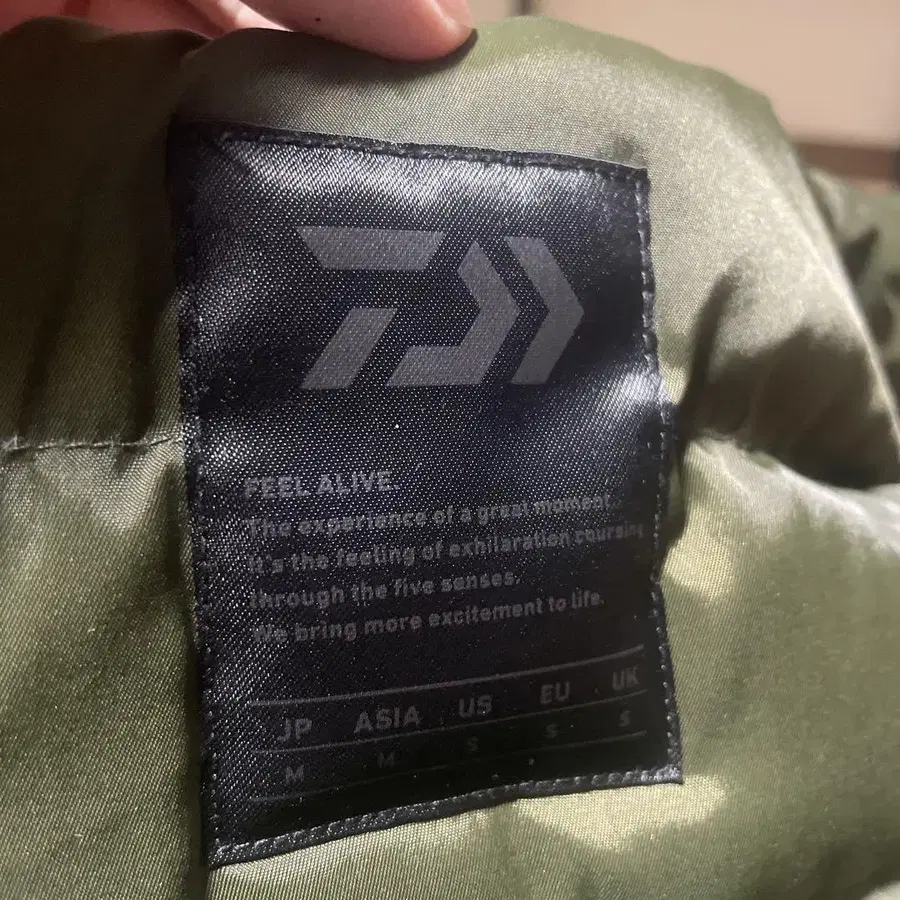 FEEL ALIVE.
The experience of a great moment.
It's the feeling of exhilaration coursing
through the five senses.
We bring more excitement to life.
JP ASIA US EU UK
M M S S S